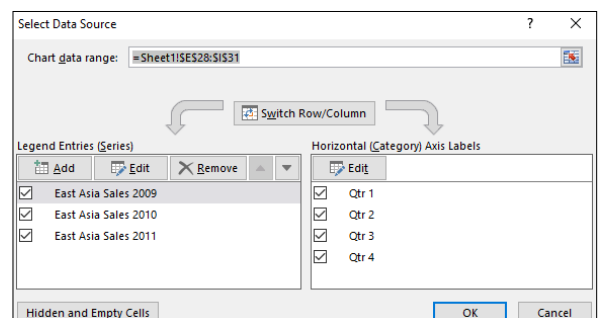 Select Data Source ? X
Chart data range: =Sheet1!$E$28:$I$31
Switch Row/Column
Legend Entries (Series)
Add Edit Remove
East Asia Sales 2009
East Asia Sales 2010
East Asia Sales 2011
Horizontal (Category) Axis Labels
Edit
Qtr 1
Qtr 2
Qtr 3
Qtr 4
Hidden and Empty Cells
OK Cancel